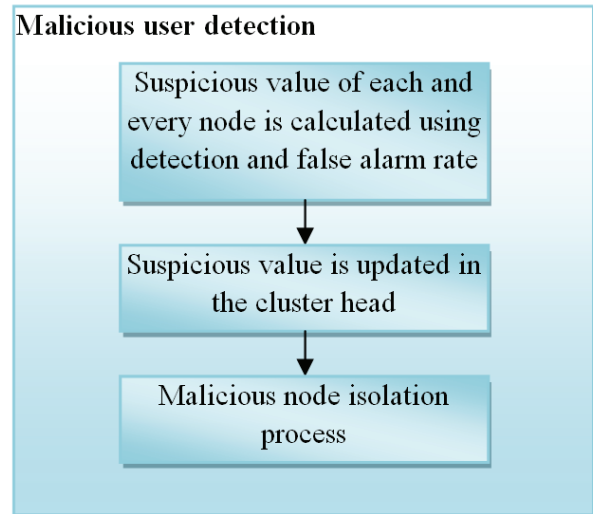 Malicious user detection
Suspicious value of each and
every node is calculated using
detection and false alarm rate
Suspicious value is updated in
the cluster head
Malicious node isolation
process